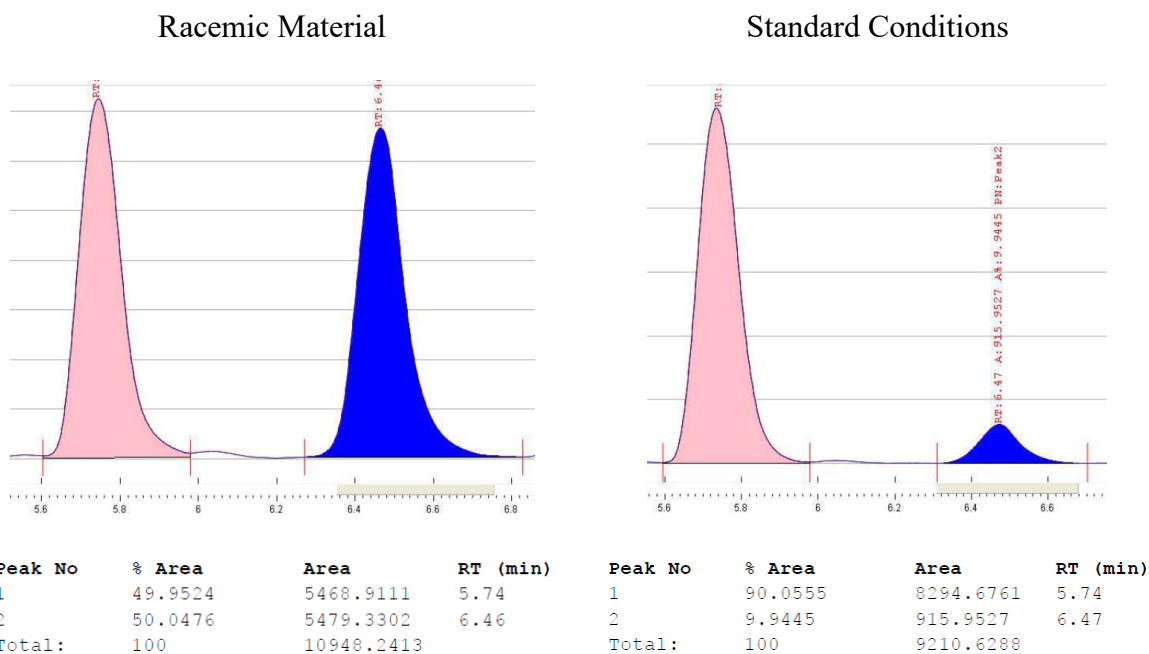 Racemic Material
Standard Conditions
RT:
RT:6.4
5.6 5.8 6 6.2 6.4 6.6 6.8
RT:
RT:6.47 A:915.9527 A%:9.9445 PN:Peak2
5.6 5.8 6 6.2 6.4 6.6
Peak No % Area Area RT (min)
1 49.9524 5468.9111 5.74
2 50.0476 5479.3302 6.46
Total: 100 10948.2413
Peak No % Area Area RT (min)
1 90.0555 8294.6761 5.74
2 9.9445 915.9527 6.47
Total: 100 9210.6288